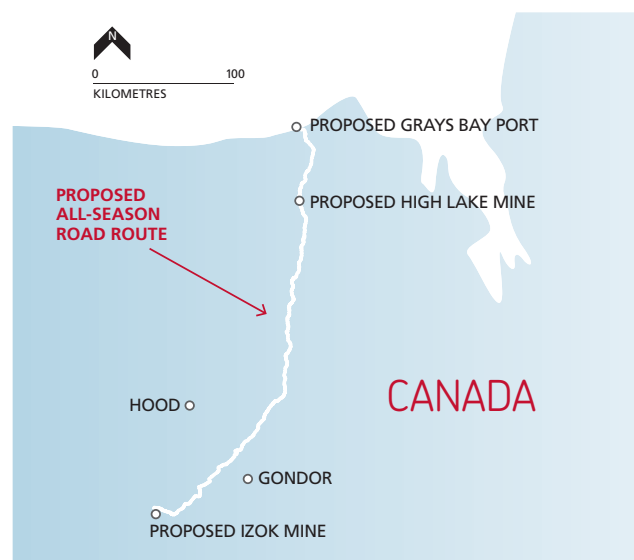 N
0 100
KILOMETRES
PROPOSED GRAYS BAY PORT
PROPOSED
ALL-SEASON
ROAD ROUTE
PROPOSED HIGH LAKE MINE
CANADA
HOOD
GONDOR
PROPOSED IZOK MINE